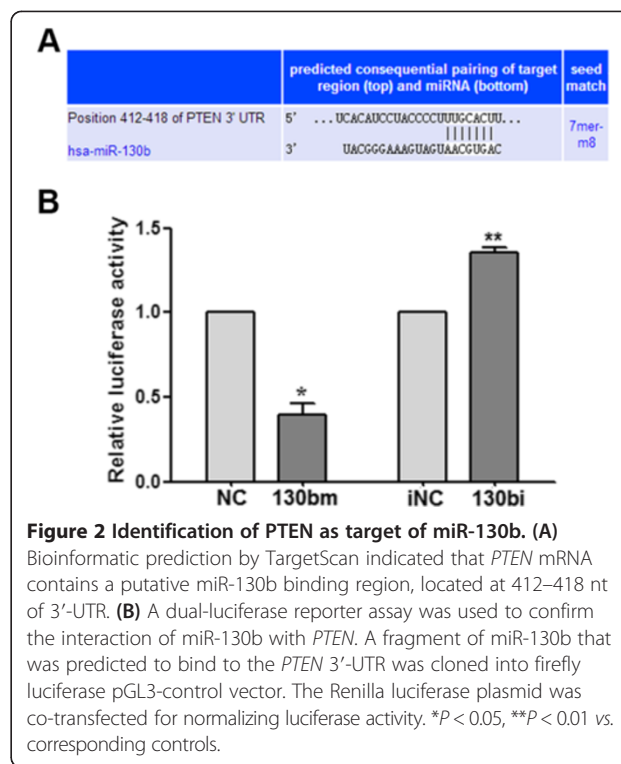 A
predicted consequential pairing of target seed
region (top) and miRNA (bottom) match
Position 412-418 of PTEN 3' UTR 5' ...UCACAUCCUACCCCUUUGCACUU... 7mer-
hsa-miR-130b 3' UACGGGAAAGUAGUAACGUGAC m8
B
Relative luciferase activity
1.5
1.0
0.5
0.0
*
**
NC 130bm iNC 130bi
Figure 2 Identification of PTEN as target of miR-130b. (A)
Bioinformatic prediction by TargetScan indicated that PTEN mRNA
contains a putative miR-130b binding region, located at 412–418 nt
of 3′-UTR. (B) A dual-luciferase reporter assay was used to confirm
the interaction of miR-130b with PTEN. A fragment of miR-130b that
was predicted to bind to the PTEN 3′-UTR was cloned into firefly
luciferase pGL3-control vector. The Renilla luciferase plasmid was
co-transfected for normalizing luciferase activity. *P < 0.05, **P < 0.01 vs.
corresponding controls.